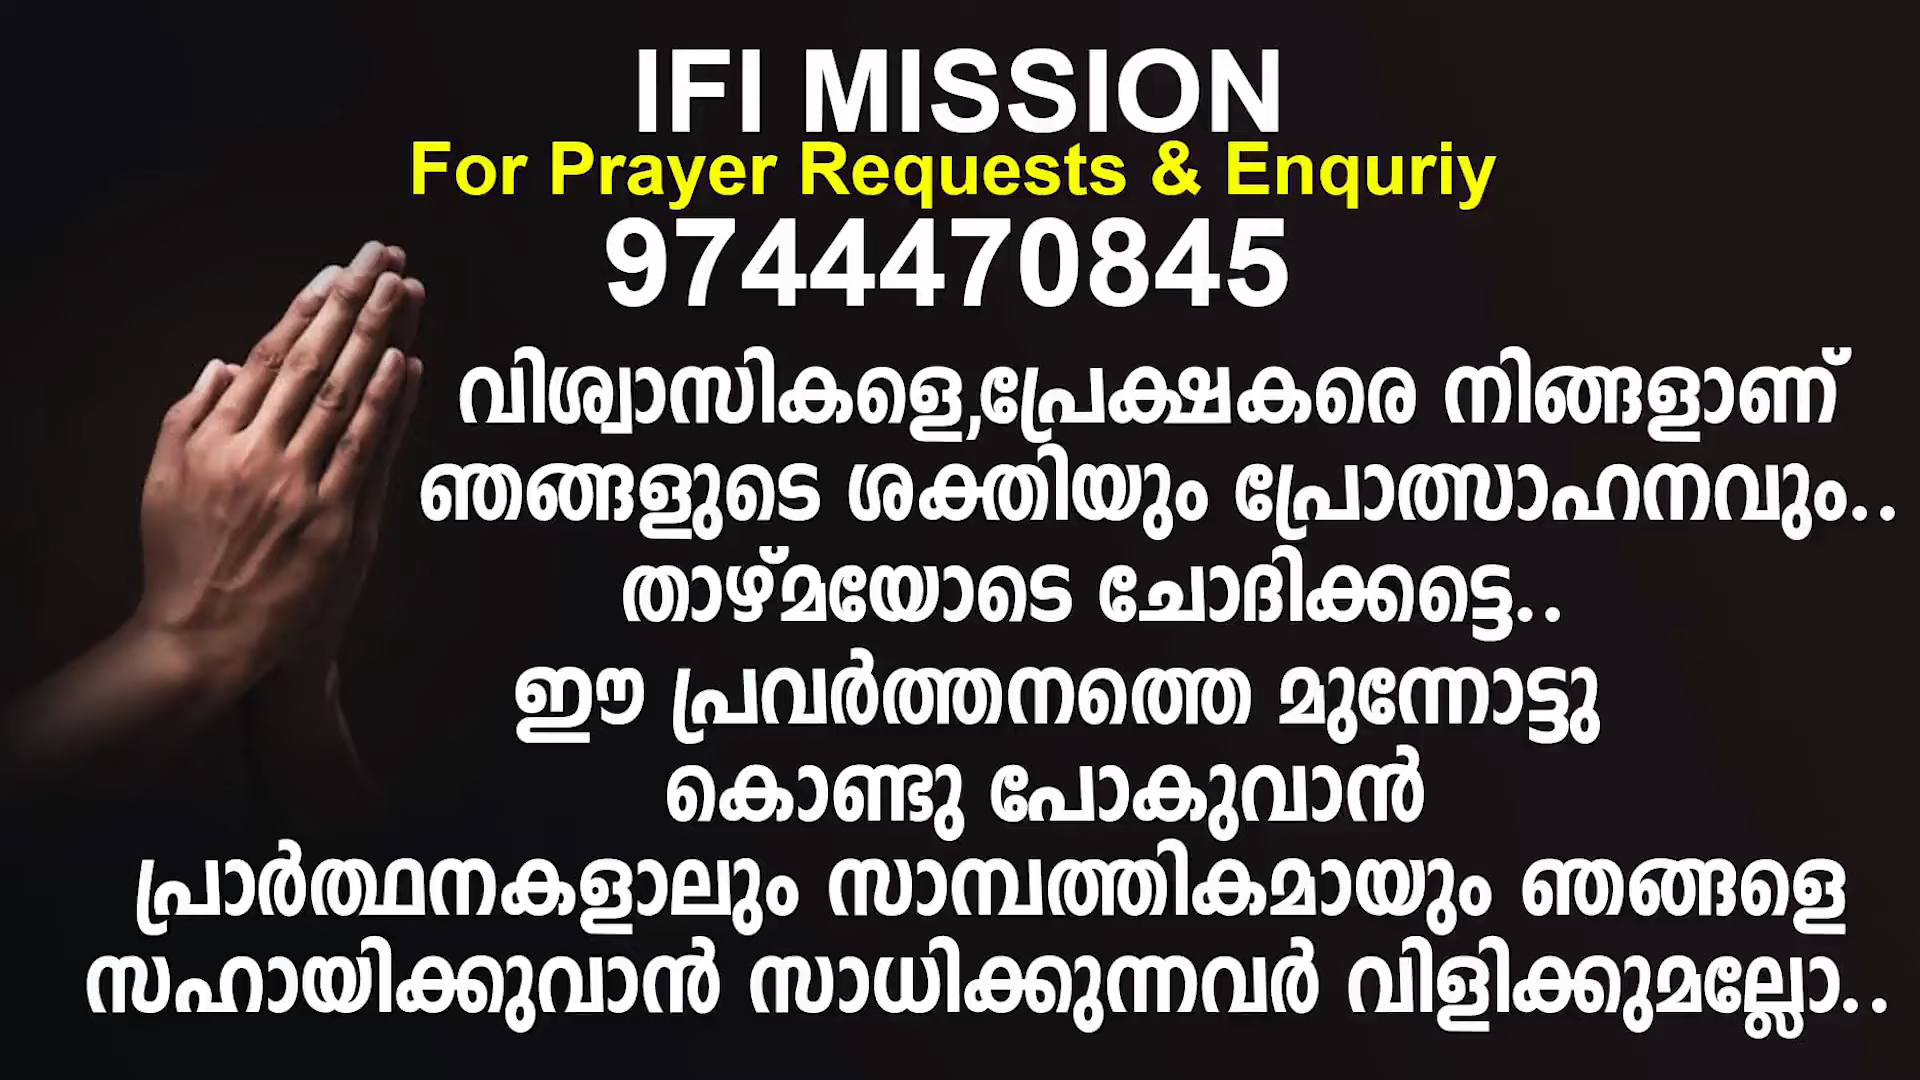 IFI MISSION
For Prayer Requests & Enquriy
9744470845
വിശ്വാസികളെ,പ്രേക്ഷകരെ നിങ്ങളാണ്
ഞങ്ങളുടെ ശക്തിയും പ്രോത്സാഹനവും..
താഴ്മയോടെ ചോദിക്കട്ടെ..
ഈ പ്രവർത്തനത്തെ മുന്നോട്ടു
കൊണ്ടു പോകുവാൻ
പ്രാർത്ഥനകളാലും സാമ്പത്തികമായും ഞങ്ങളെ
സഹായിക്കുവാൻ സാധിക്കുന്നവർ വിളിക്കുമല്ലോ..